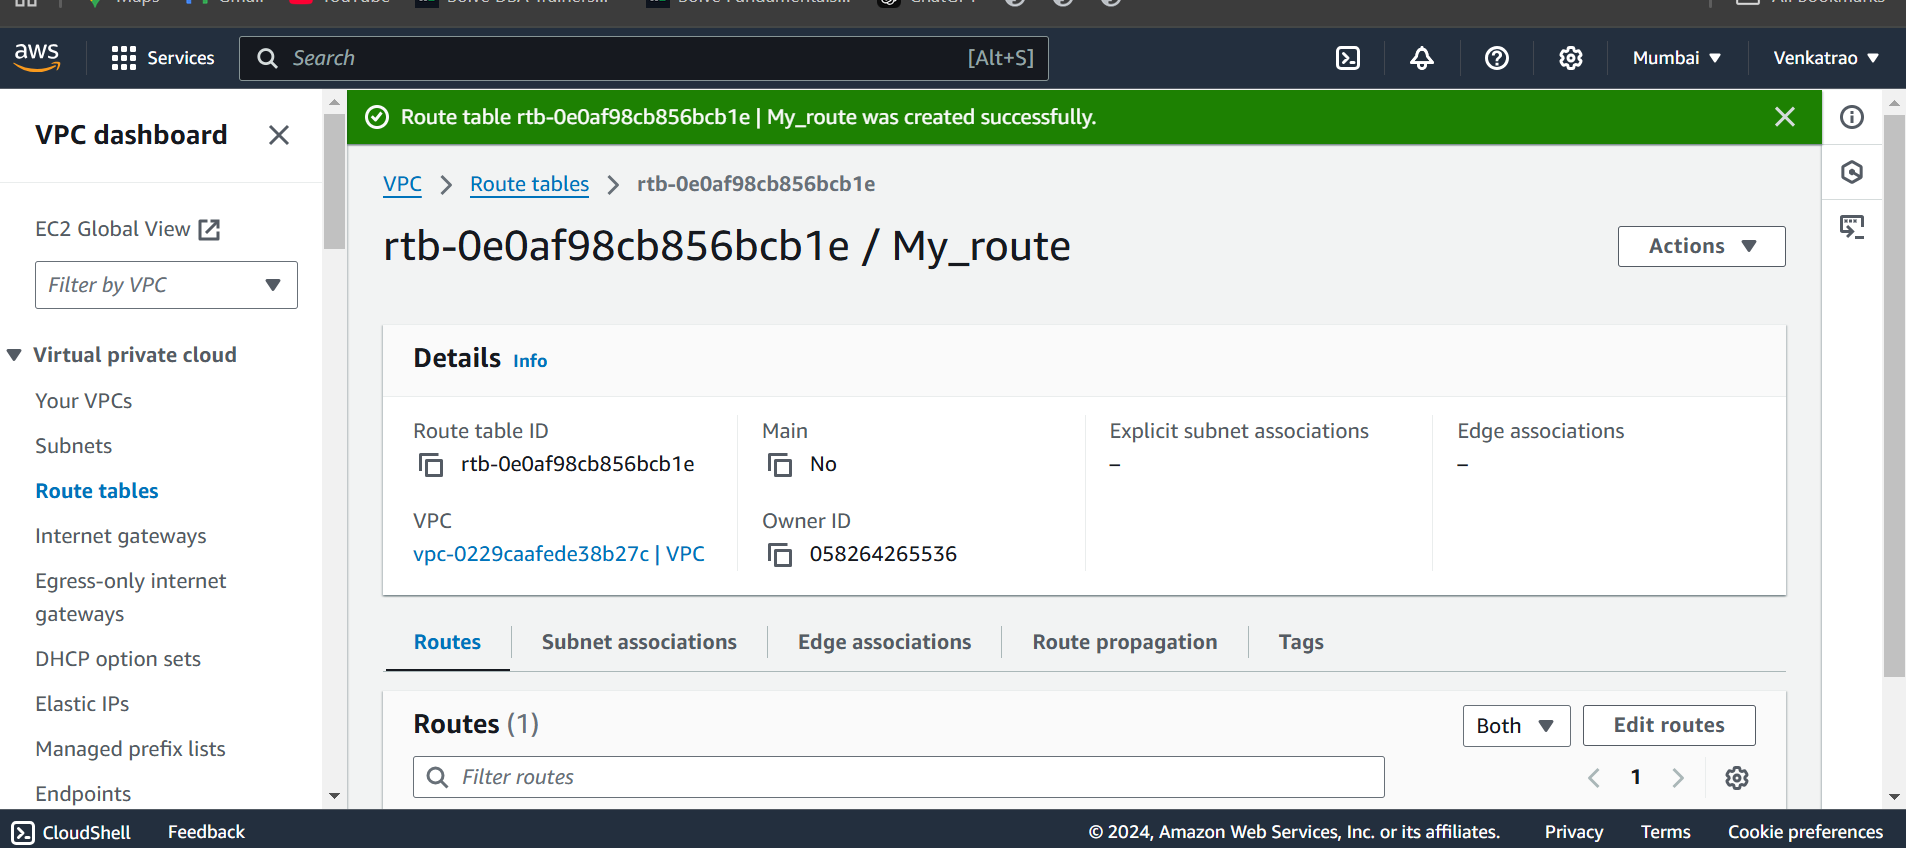 aws
Services
Search
[Alt+S]
Mumbai
Venkatrao
VPC dashboard
EC2 Global View
Filter by VPC
Virtual private cloud
Your VPCs
Subnets
Route tables
Internet gateways
Egress-only internet
gateways
DHCP option sets
Elastic IPs
Managed prefix lists
Endpoints
Route table rtb-0e0af98cb856bcb1e | My_route was created successfully.
VPC
Route tables
rtb-0e0af98cb856bcb1e
rtb-0e0af98cb856bcb1e / My_route
Actions
Details Info
Route table ID
rtb-0e0af98cb856bcb1e
Main
No
Explicit subnet associations
–
Edge associations
–
VPC
vpc-0229caafede38b27c | VPC
Owner ID
058264265536
Routes
Subnet associations
Edge associations
Route propagation
Tags
Routes (1)
Both
Edit routes
Filter routes
1
CloudShell
Feedback
© 2024, Amazon Web Services, Inc. or its affiliates.
Privacy
Terms
Cookie preferences